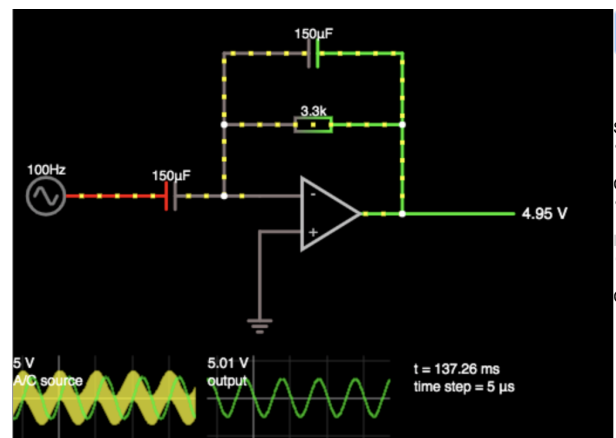 150µF
3.3k
100Hz
150µF
-
+
4.95 V
5 V
A/C source
5.01 V
output
t = 137.26 ms
time step = 5 µs